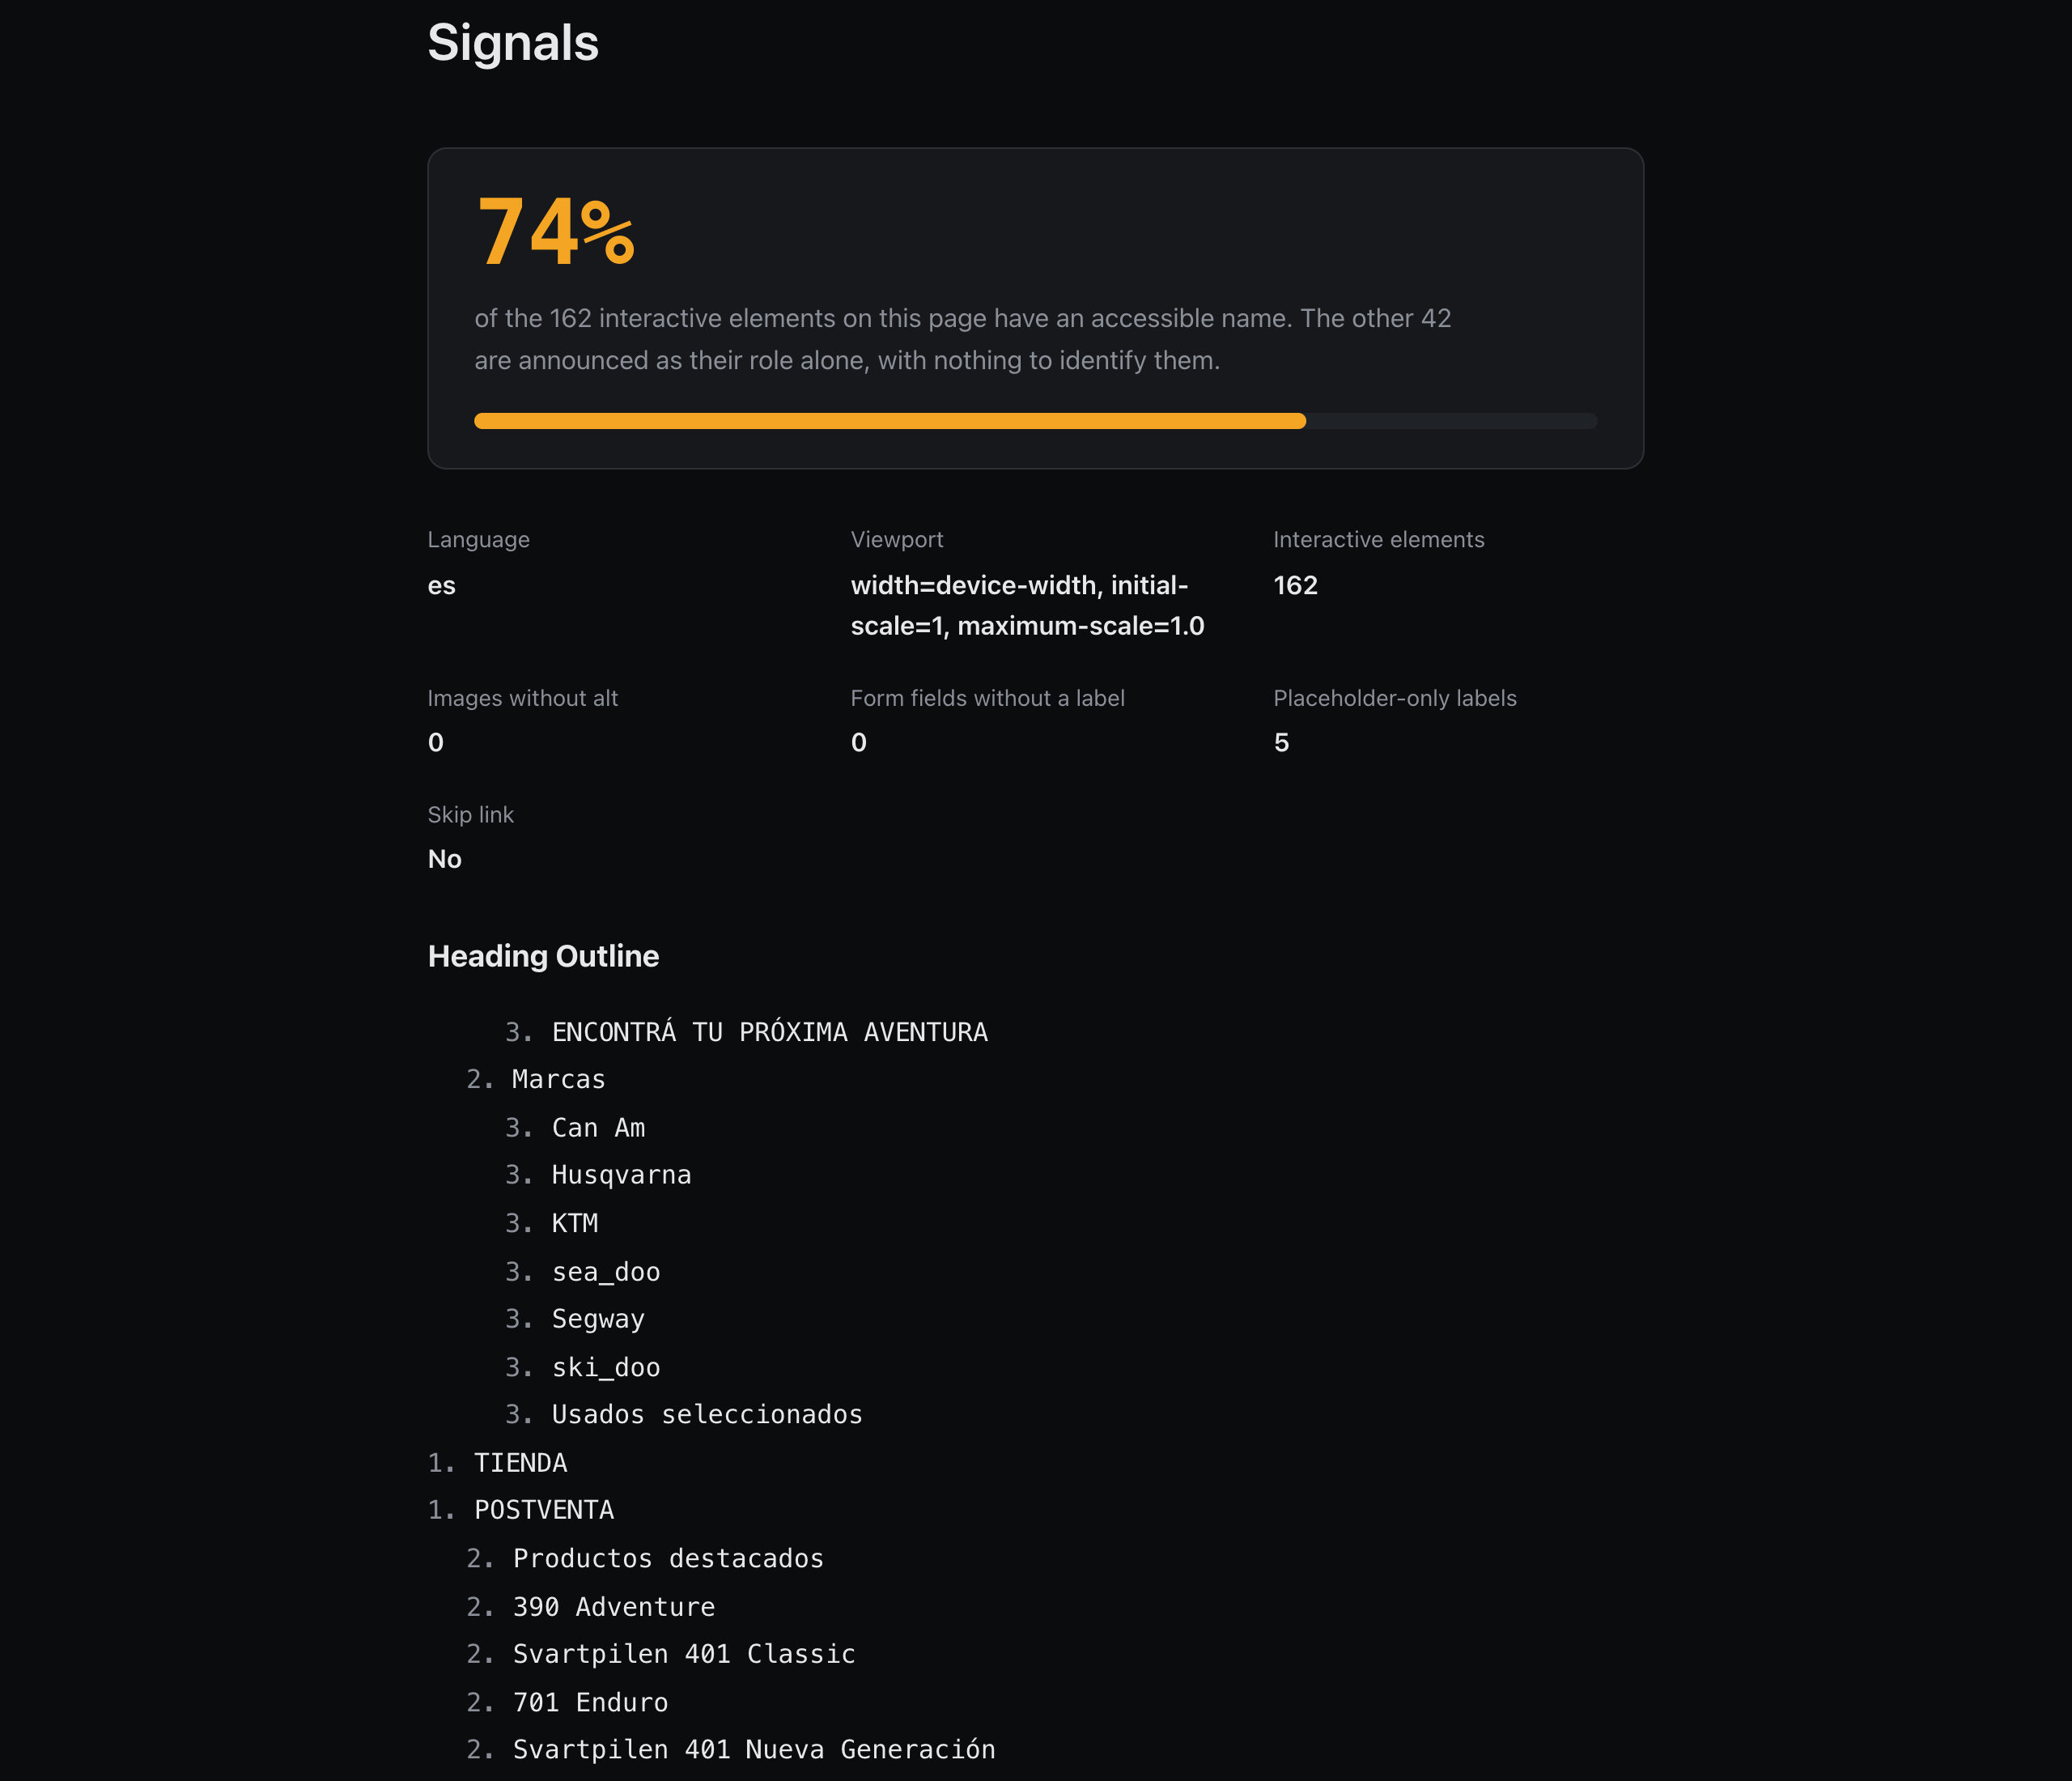 Signals
74%
of the 162 interactive elements on this page have an accessible name. The other 42
are announced as their role alone, with nothing to identify them.
Language
es
Viewport
width=device-width, initial-
scale=1, maximum-scale=1.0
Interactive elements
162
Images without alt
0
Form fields without a label
0
Placeholder-only labels
5
Skip link
No
Heading Outline
3. ENCONTRÁ TU PRÓXIMA AVENTURA
2. Marcas
3. Can Am
3. Husqvarna
3. KTM
3. sea_doo
3. Segway
3. ski_doo
3. Usados seleccionados
1. TIENDA
1. POSTVENTA
2. Productos destacados
2. 390 Adventure
2. Svartpilen 401 Classic
2. 701 Enduro
2. Svartpilen 401 Nueva Generación